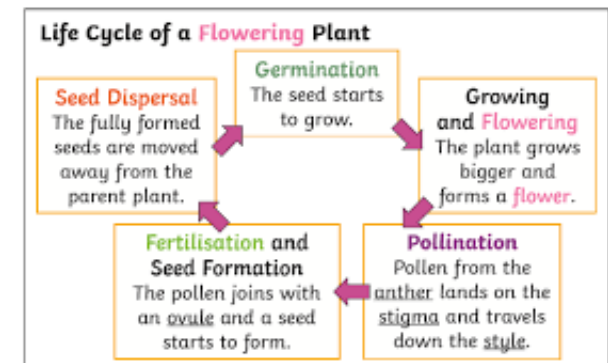 Life Cycle of a Flowering Plant
Germination
The seed starts
to grow.
Growing
and Flowering
The plant grows
bigger and
forms a flower.
Pollination
Pollen from the
anther lands on the
stigma and travels
down the style.
Fertilisation and
Seed Formation
The pollen joins with
an ovule and a seed
starts to form.
Seed Dispersal
The fully formed
seeds are moved
away from the
parent plant.